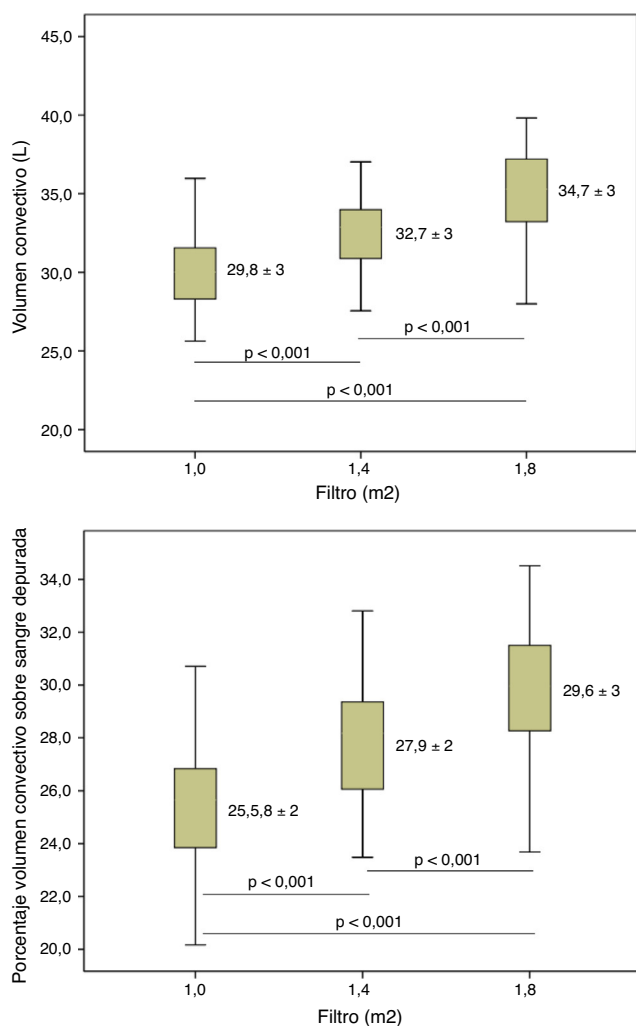 45,0
40,0
35,0
30,0
25,0
20,0
Volumen convectivo (L)
29,8 ± 3
32,7 ± 3
34,7 ± 3
p < 0,001
p < 0,001
p < 0,001
1,0
1,4
1,8
Filtro (m2)
34,0
32,0
30,0
28,0
26,0
24,0
22,0
20,0
Porcentaje volumen convectivo sobre sangre depurada
25,5,8 ± 2
27,9 ± 2
29,6 ± 3
p < 0,001
p < 0,001
p < 0,001
1,0
1,4
1,8
Filtro (m2)